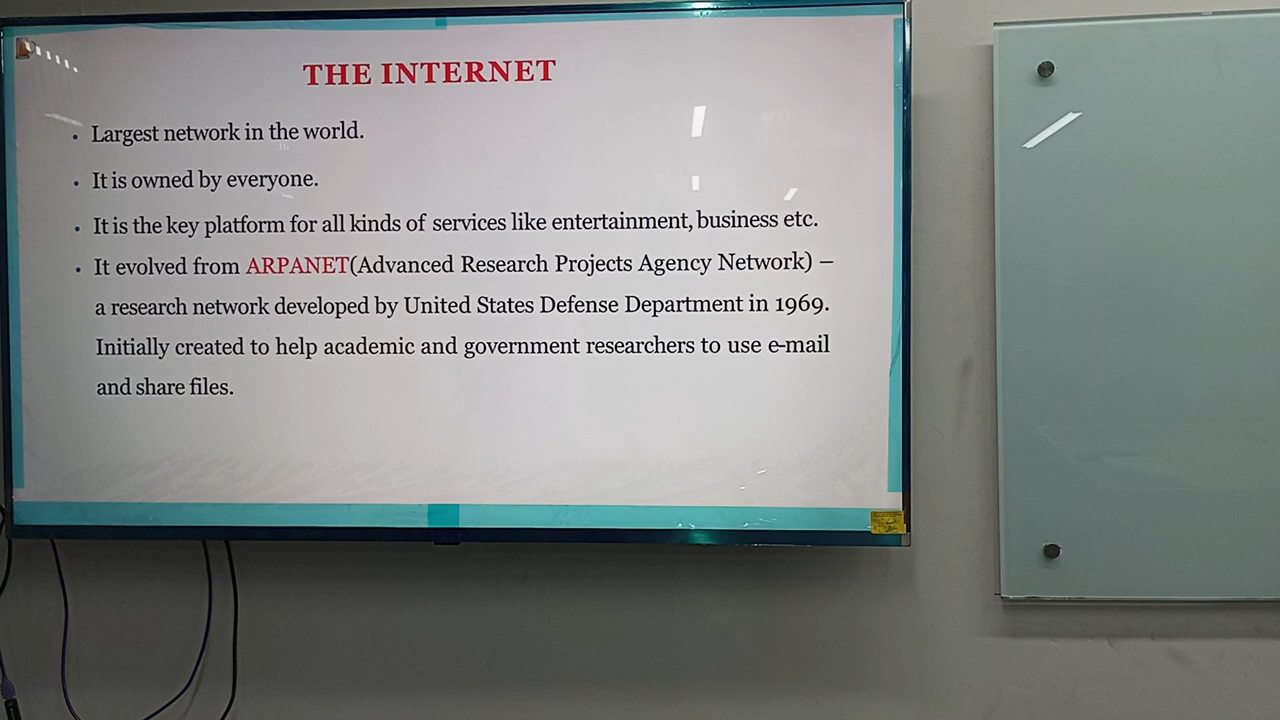 THE INTERNET
• Largest network in the world.
• It is owned by everyone.
• It is the key platform for all kinds of services like entertainment, business etc.
• It evolved from ARPANET(Advanced Research Projects Agency Network) –
a research network developed by United States Defense Department in 1969.
Initially created to help academic and government researchers to use e-mail
and share files.